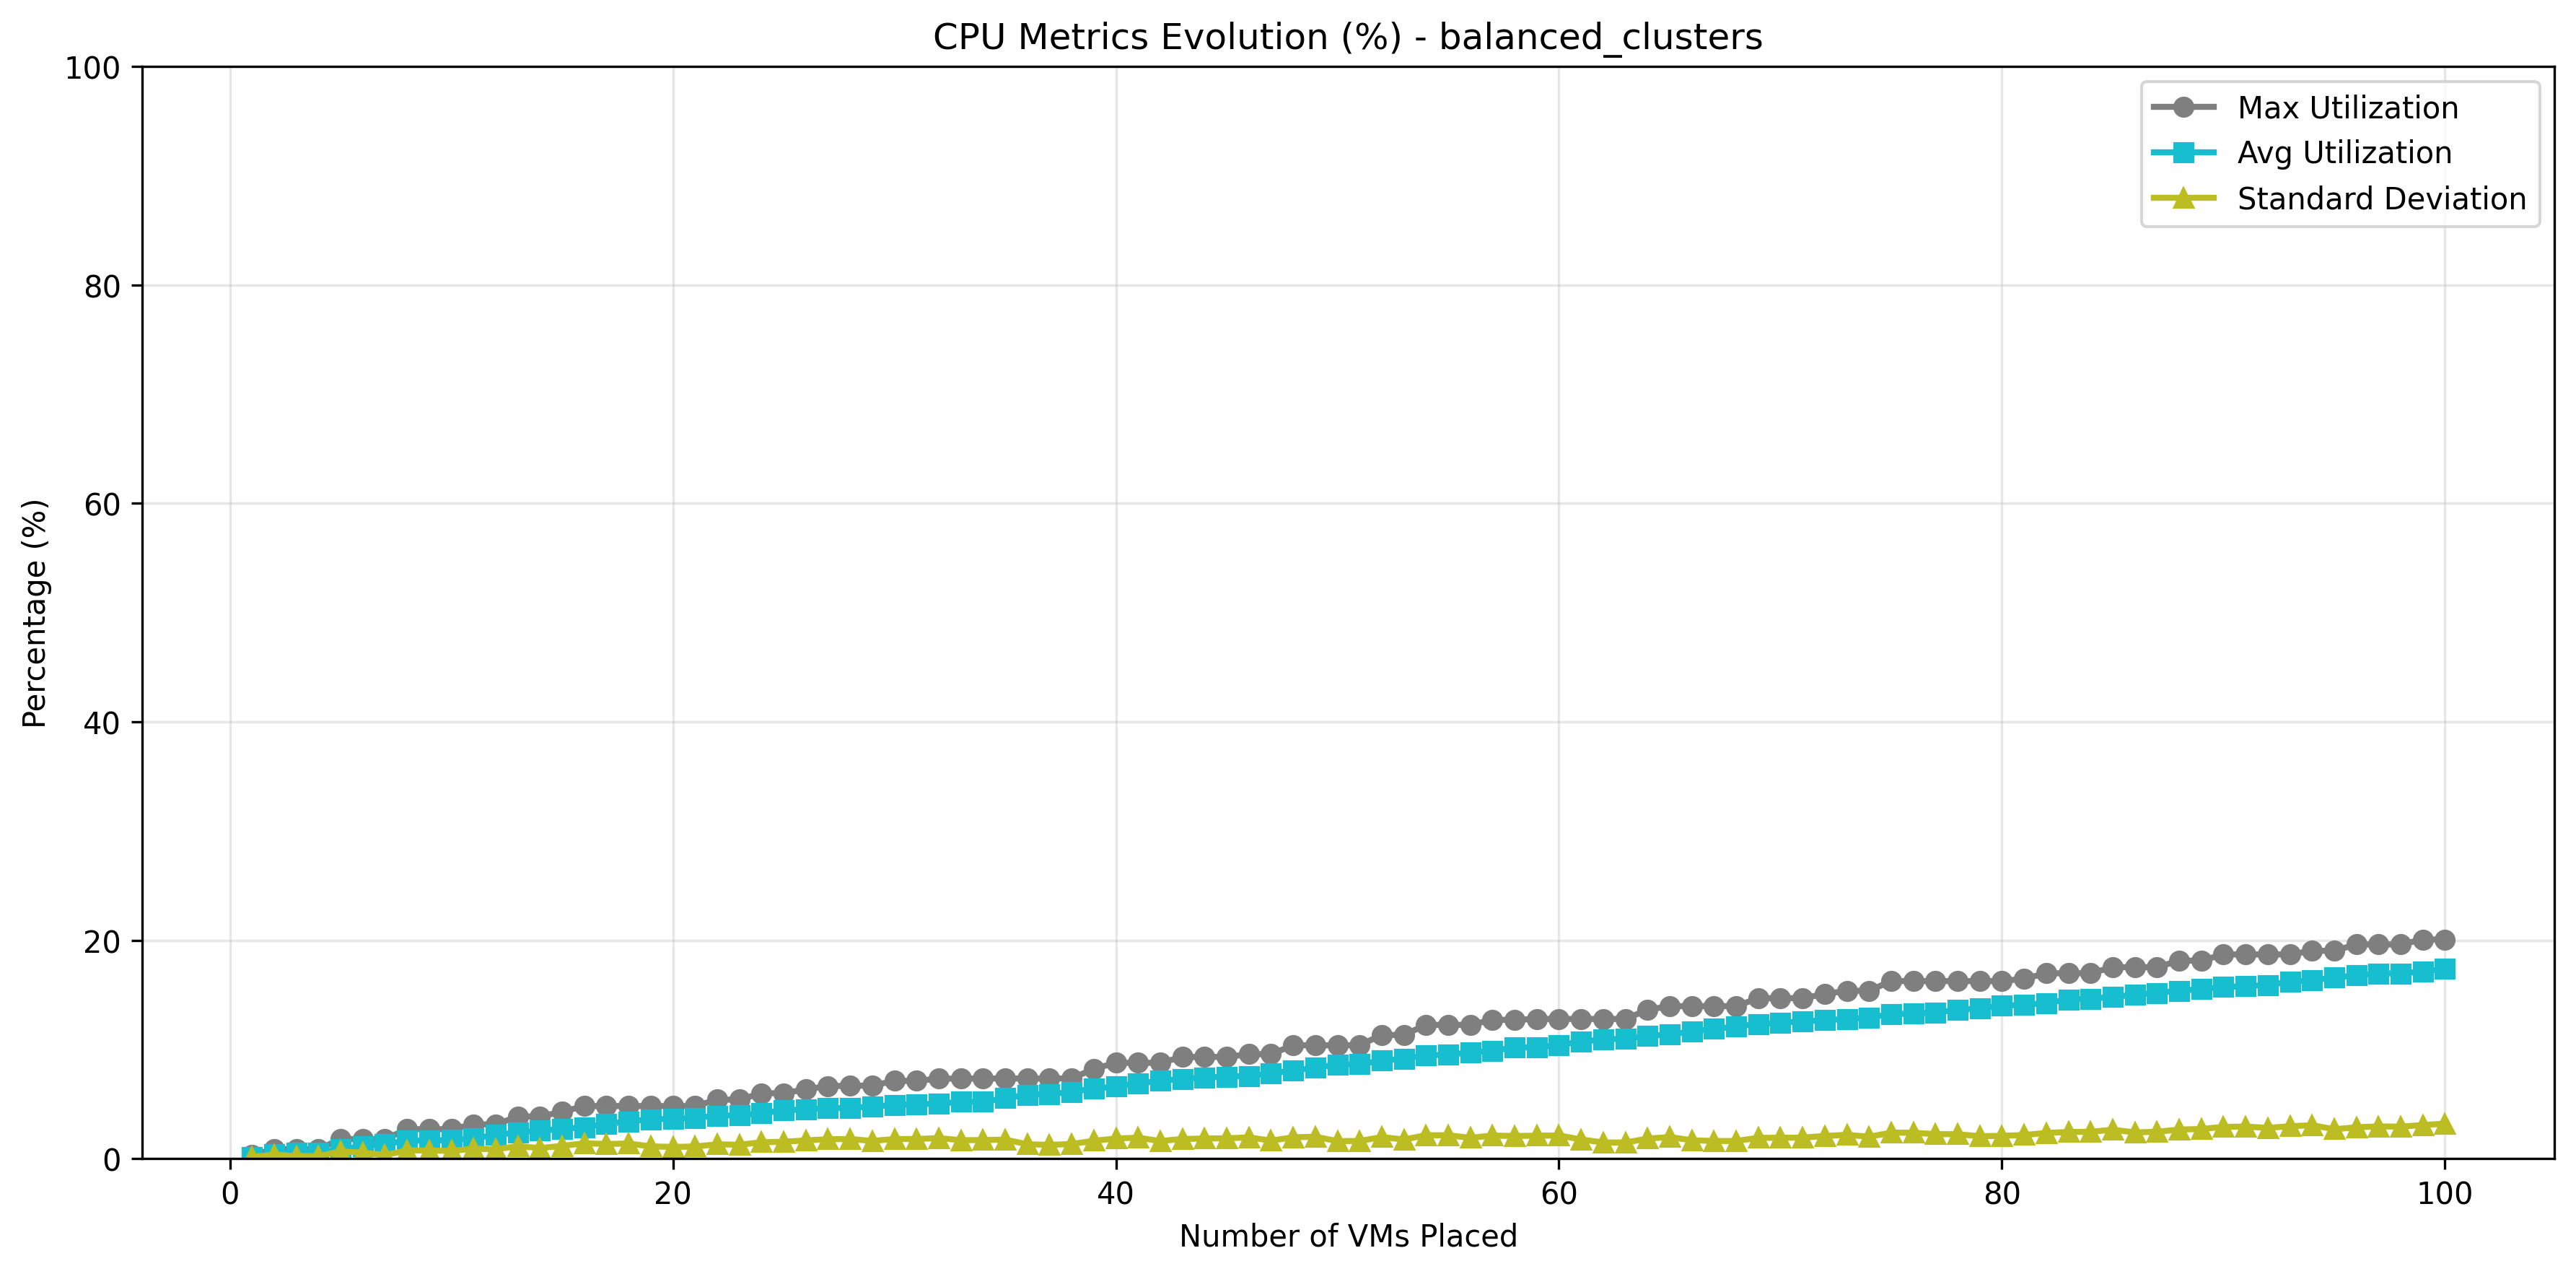 CPU Metrics Evolution (%) - balanced_clusters
Max Utilization
Avg Utilization
Standard Deviation
Percentage (%)
100
80
60
40
20
0
0 20 40 60 80 100
Number of VMs Placed